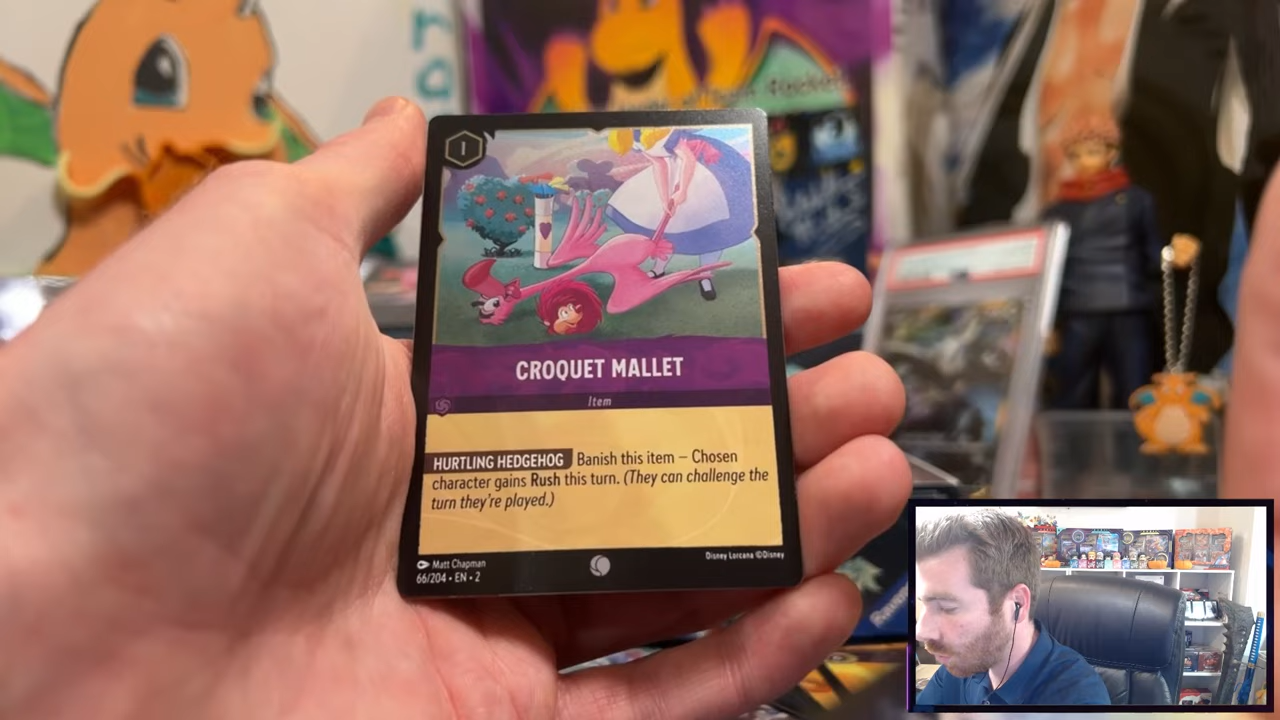 1
CROQUET MALLET
Item
HURTLING HEDGEHOG Banish this item – Chosen
character gains Rush this turn. (They can challenge the
turn they're played.)
Matt Chapman
Disney Lorcana ©Disney
66/204 • EN • 2